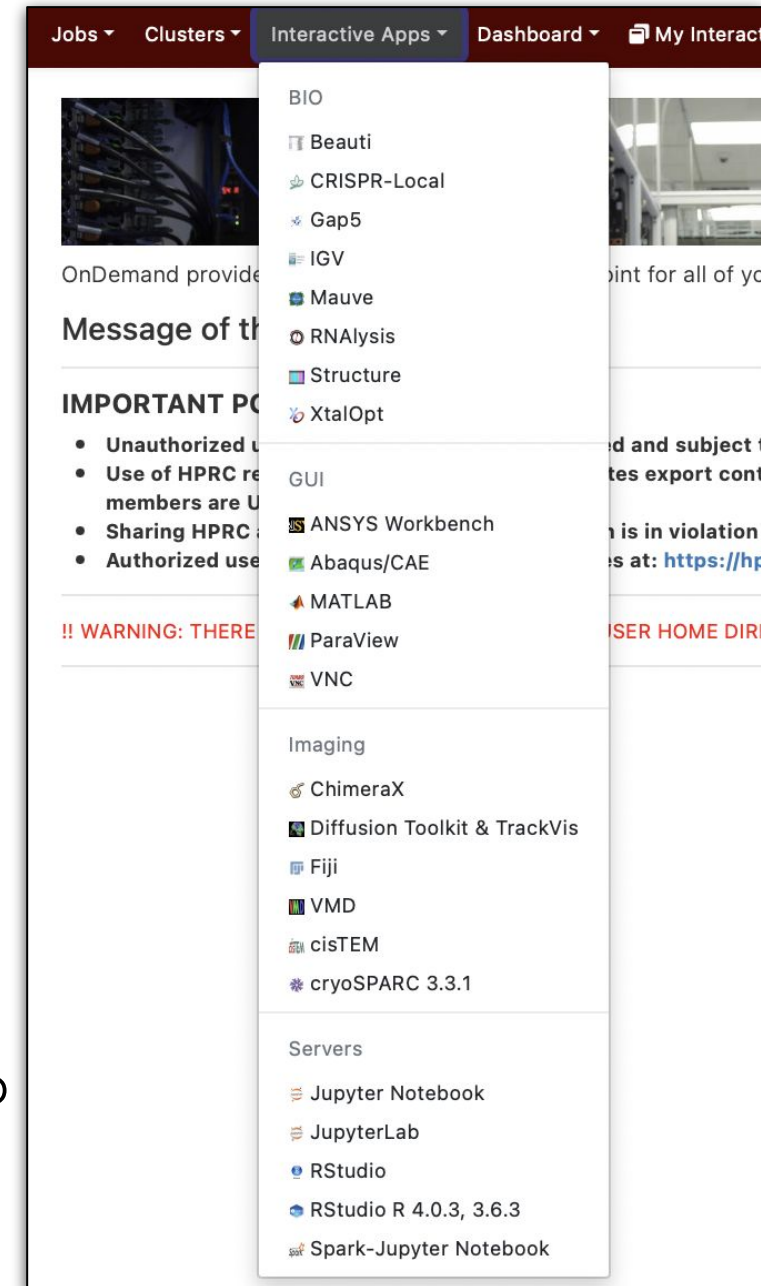 Jobs Clusters Interactive Apps Dashboard My Interact
BIO
Beauti
CRISPR-Local
Gap5
IGV
Mauve
RNAlysis
Structure
XtalOpt
GUI
ANSYS Workbench
Abaqus/CAE
MATLAB
ParaView
VNC
Imaging
ChimeraX
Diffusion Toolkit & TrackVis
Fiji
VMD
cisTEM
cryoSPARC 3.3.1
Servers
Jupyter Notebook
JupyterLab
RStudio
RStudio R 4.0.3, 3.6.3
Spark-Jupyter Notebook
OnDemand provide int for all of yo
Message of th
IMPORTANT PO
Unauthorized u d and subject t
Use of HPRC re tes export cont
members are U
Sharing HPRC is in violation
Authorized use s at: https://hp
!! WARNING: THERE USER HOME DIR